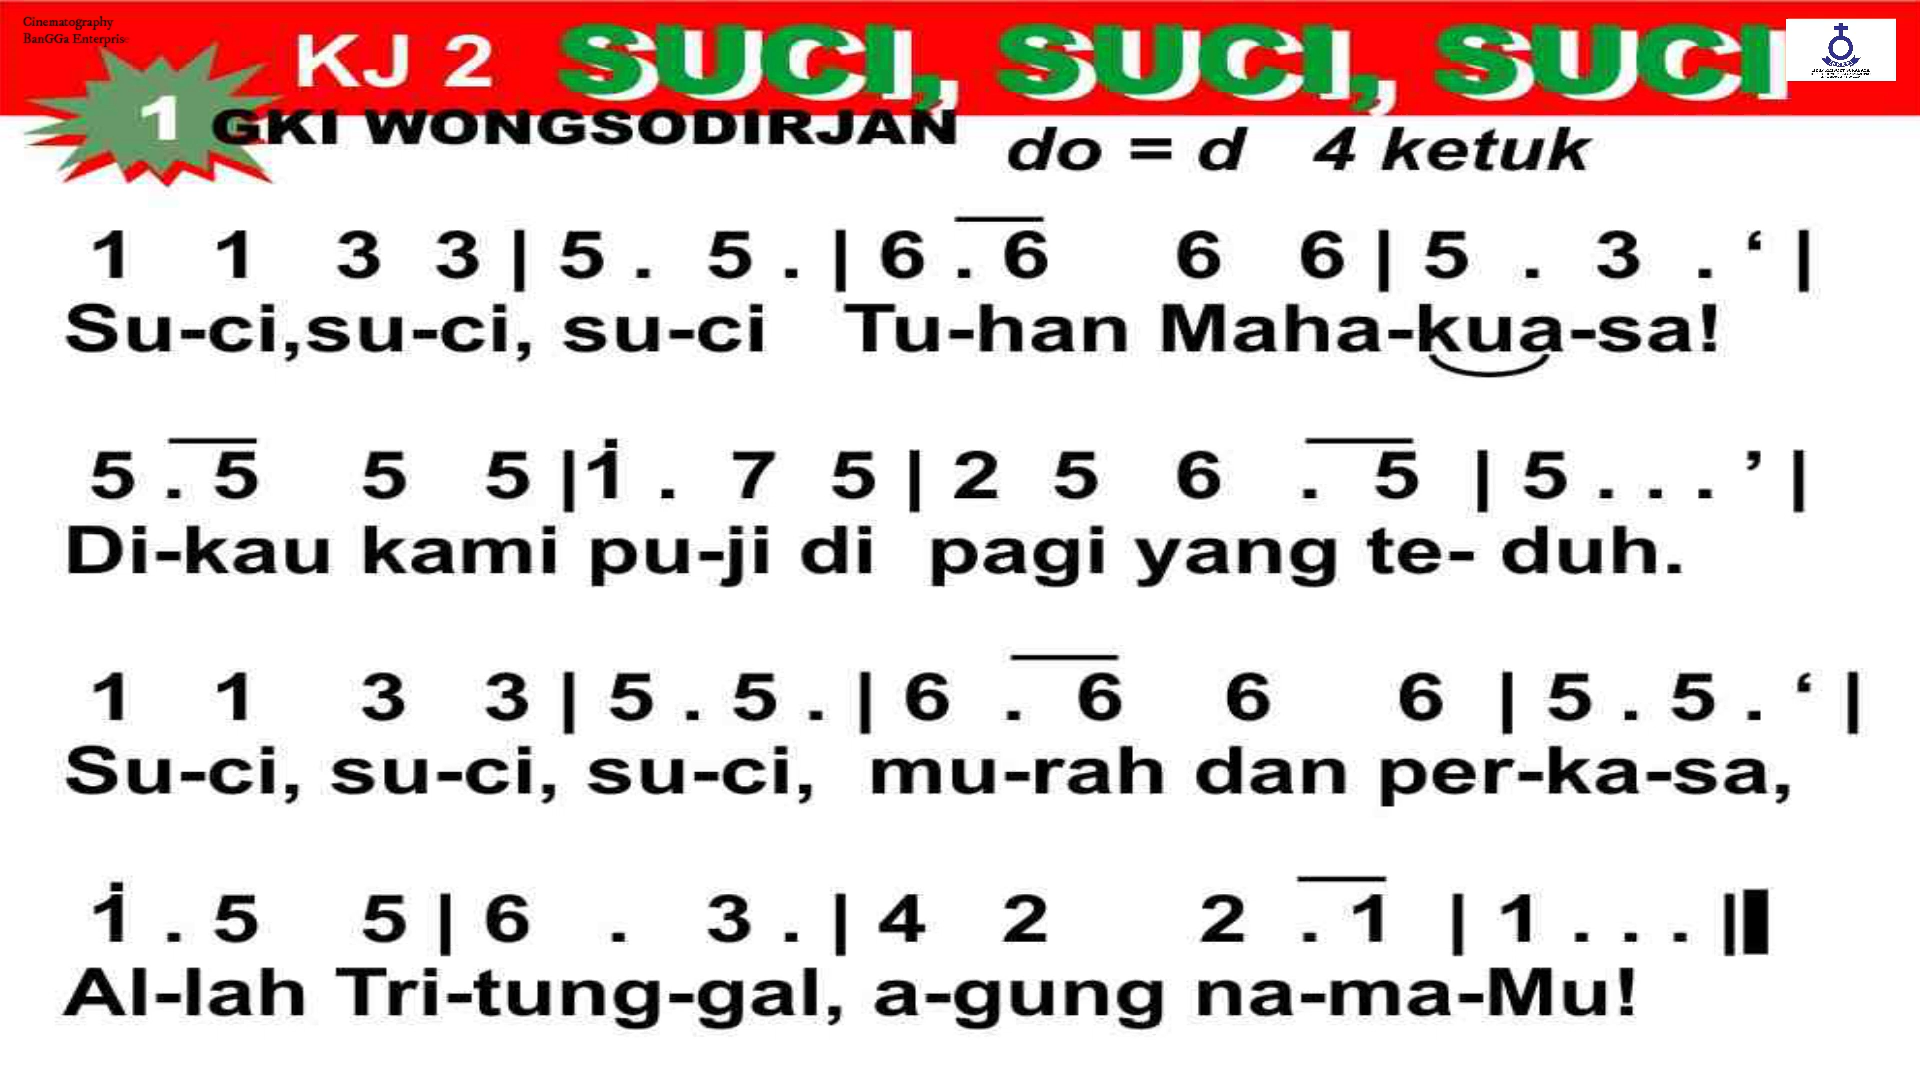 Cinematography
BanGGa Enterpris
KJ 2 SUCI, SUCI, SUCI
1 GKI WONGSODIRJAN
do = d 4 ketuk
1 1 3 3 | 5 . 5 . | 6 . 6 6 6 | 5 . 3 . ‘ |
Su-ci,su-ci, su-ci Tu-han Maha-kua-sa!
5 . 5 5 5 | 1̇ . 7 5 | 2 5 6 . 5 | 5 . . . ’ |
Di-kau kami pu-ji di pagi yang te- duh.
1 1 3 3 | 5 . 5 . | 6 . 6 6 6 | 5 . 5 . ‘ |
Su-ci, su-ci, su-ci, mu-rah dan per-ka-sa,
1̇ . 5 5 | 6 . 3 . | 4 2 2 . 1 | 1 . . . ||
Al-lah Tri-tung-gal, a-gung na-ma-Mu!